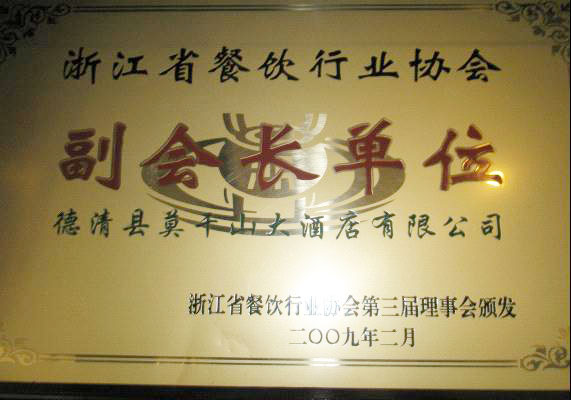 浙江省餐饮行业协会
副会长单位
德清县莫干山大酒店有限公司
浙江省餐饮行业协会第三届理事会颁发
二〇〇九年二月